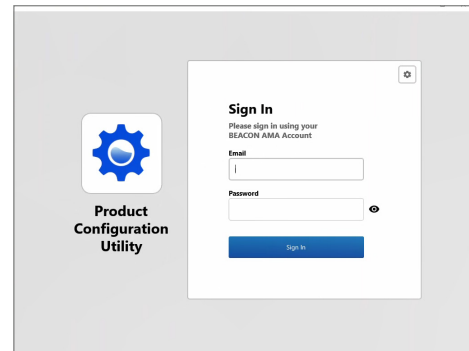 Product
Configuration
Utility
Sign In
Please sign in using your
BEACON AMA Account
Email
Password
Sign In